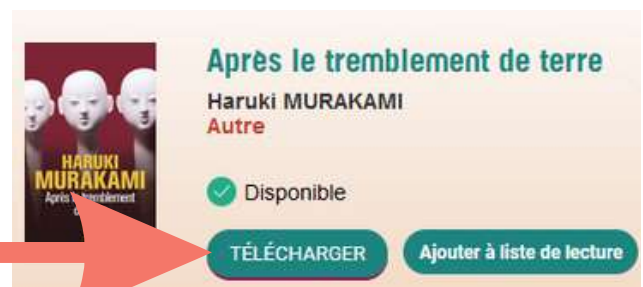 Après le tremblement de terre
Haruki MURAKAMI
Autre
HARUKI
MURAKAMI
Après le tremblement
Disponible
TÉLÉCHARGER
Ajouter à liste de lecture